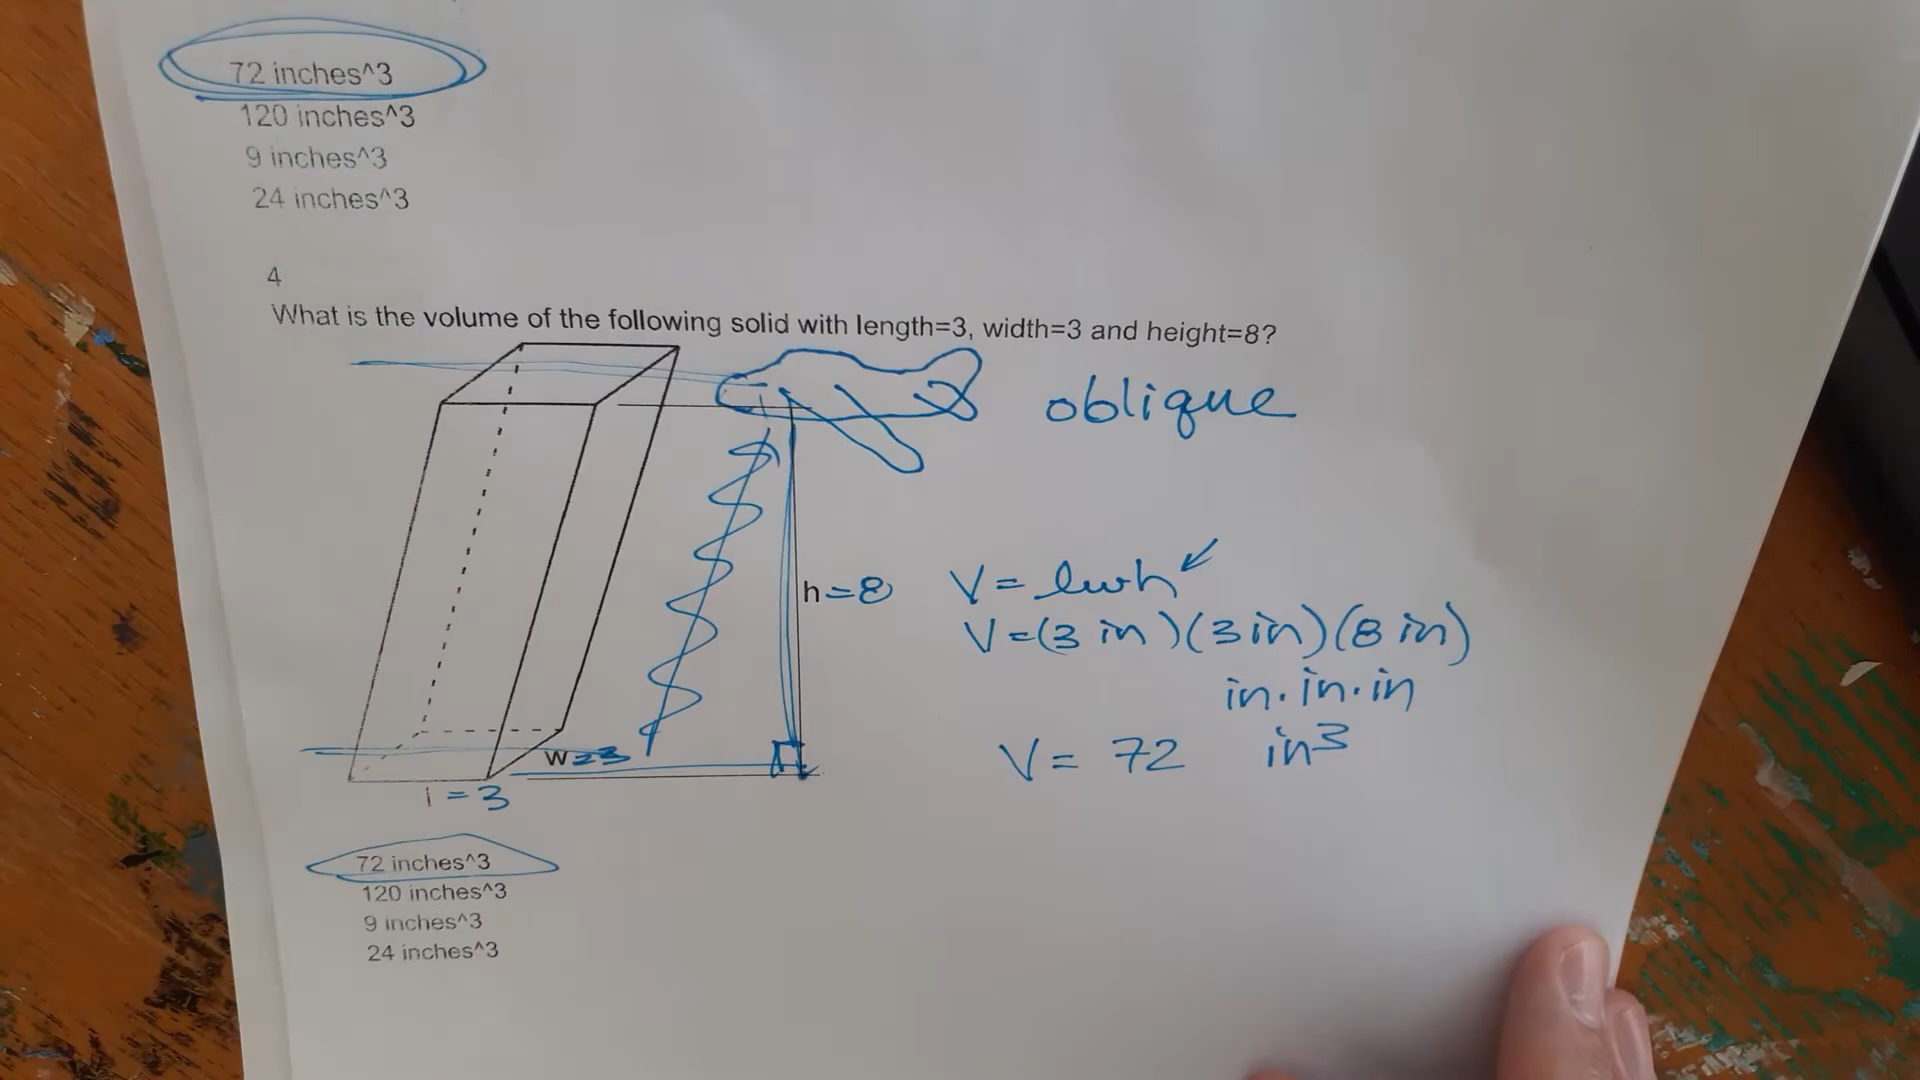 72 inches^3
120 inches^3
9 inches^3
24 inches^3
4
What is the volume of the following solid with length=3, width=3 and height=8?
oblique
h=8
V= lwh
V=(3 in)(3 in)(8 in)
in. in. in
V= 72 in3
w=3
l = 3
72 inches^3
120 inches^3
9 inches^3
24 inches^3